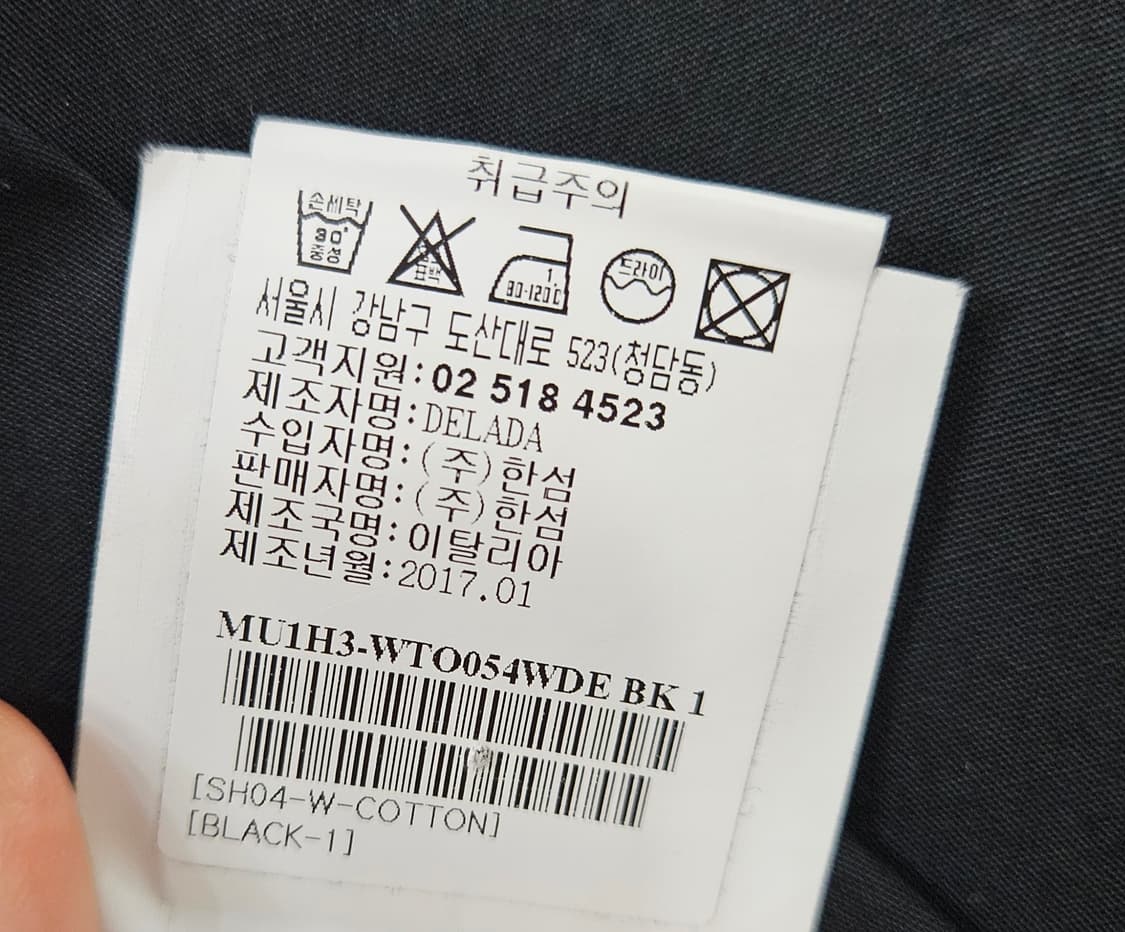 취급주의
손세탁 30° 중성 표백 1. 80-120℃ 드라이
서울시 강남구 도산대로 523(청담동)
고객지원:02 518 4523
제조자명:DELADA
수입자명:(주)한섬
판매자명:(주)한섬
제조국명:이탈리아
제조년월:2017.01
MU1H3-WTO054WDE BK 1
[SH04-W-COTTON]
[BLACK-1]